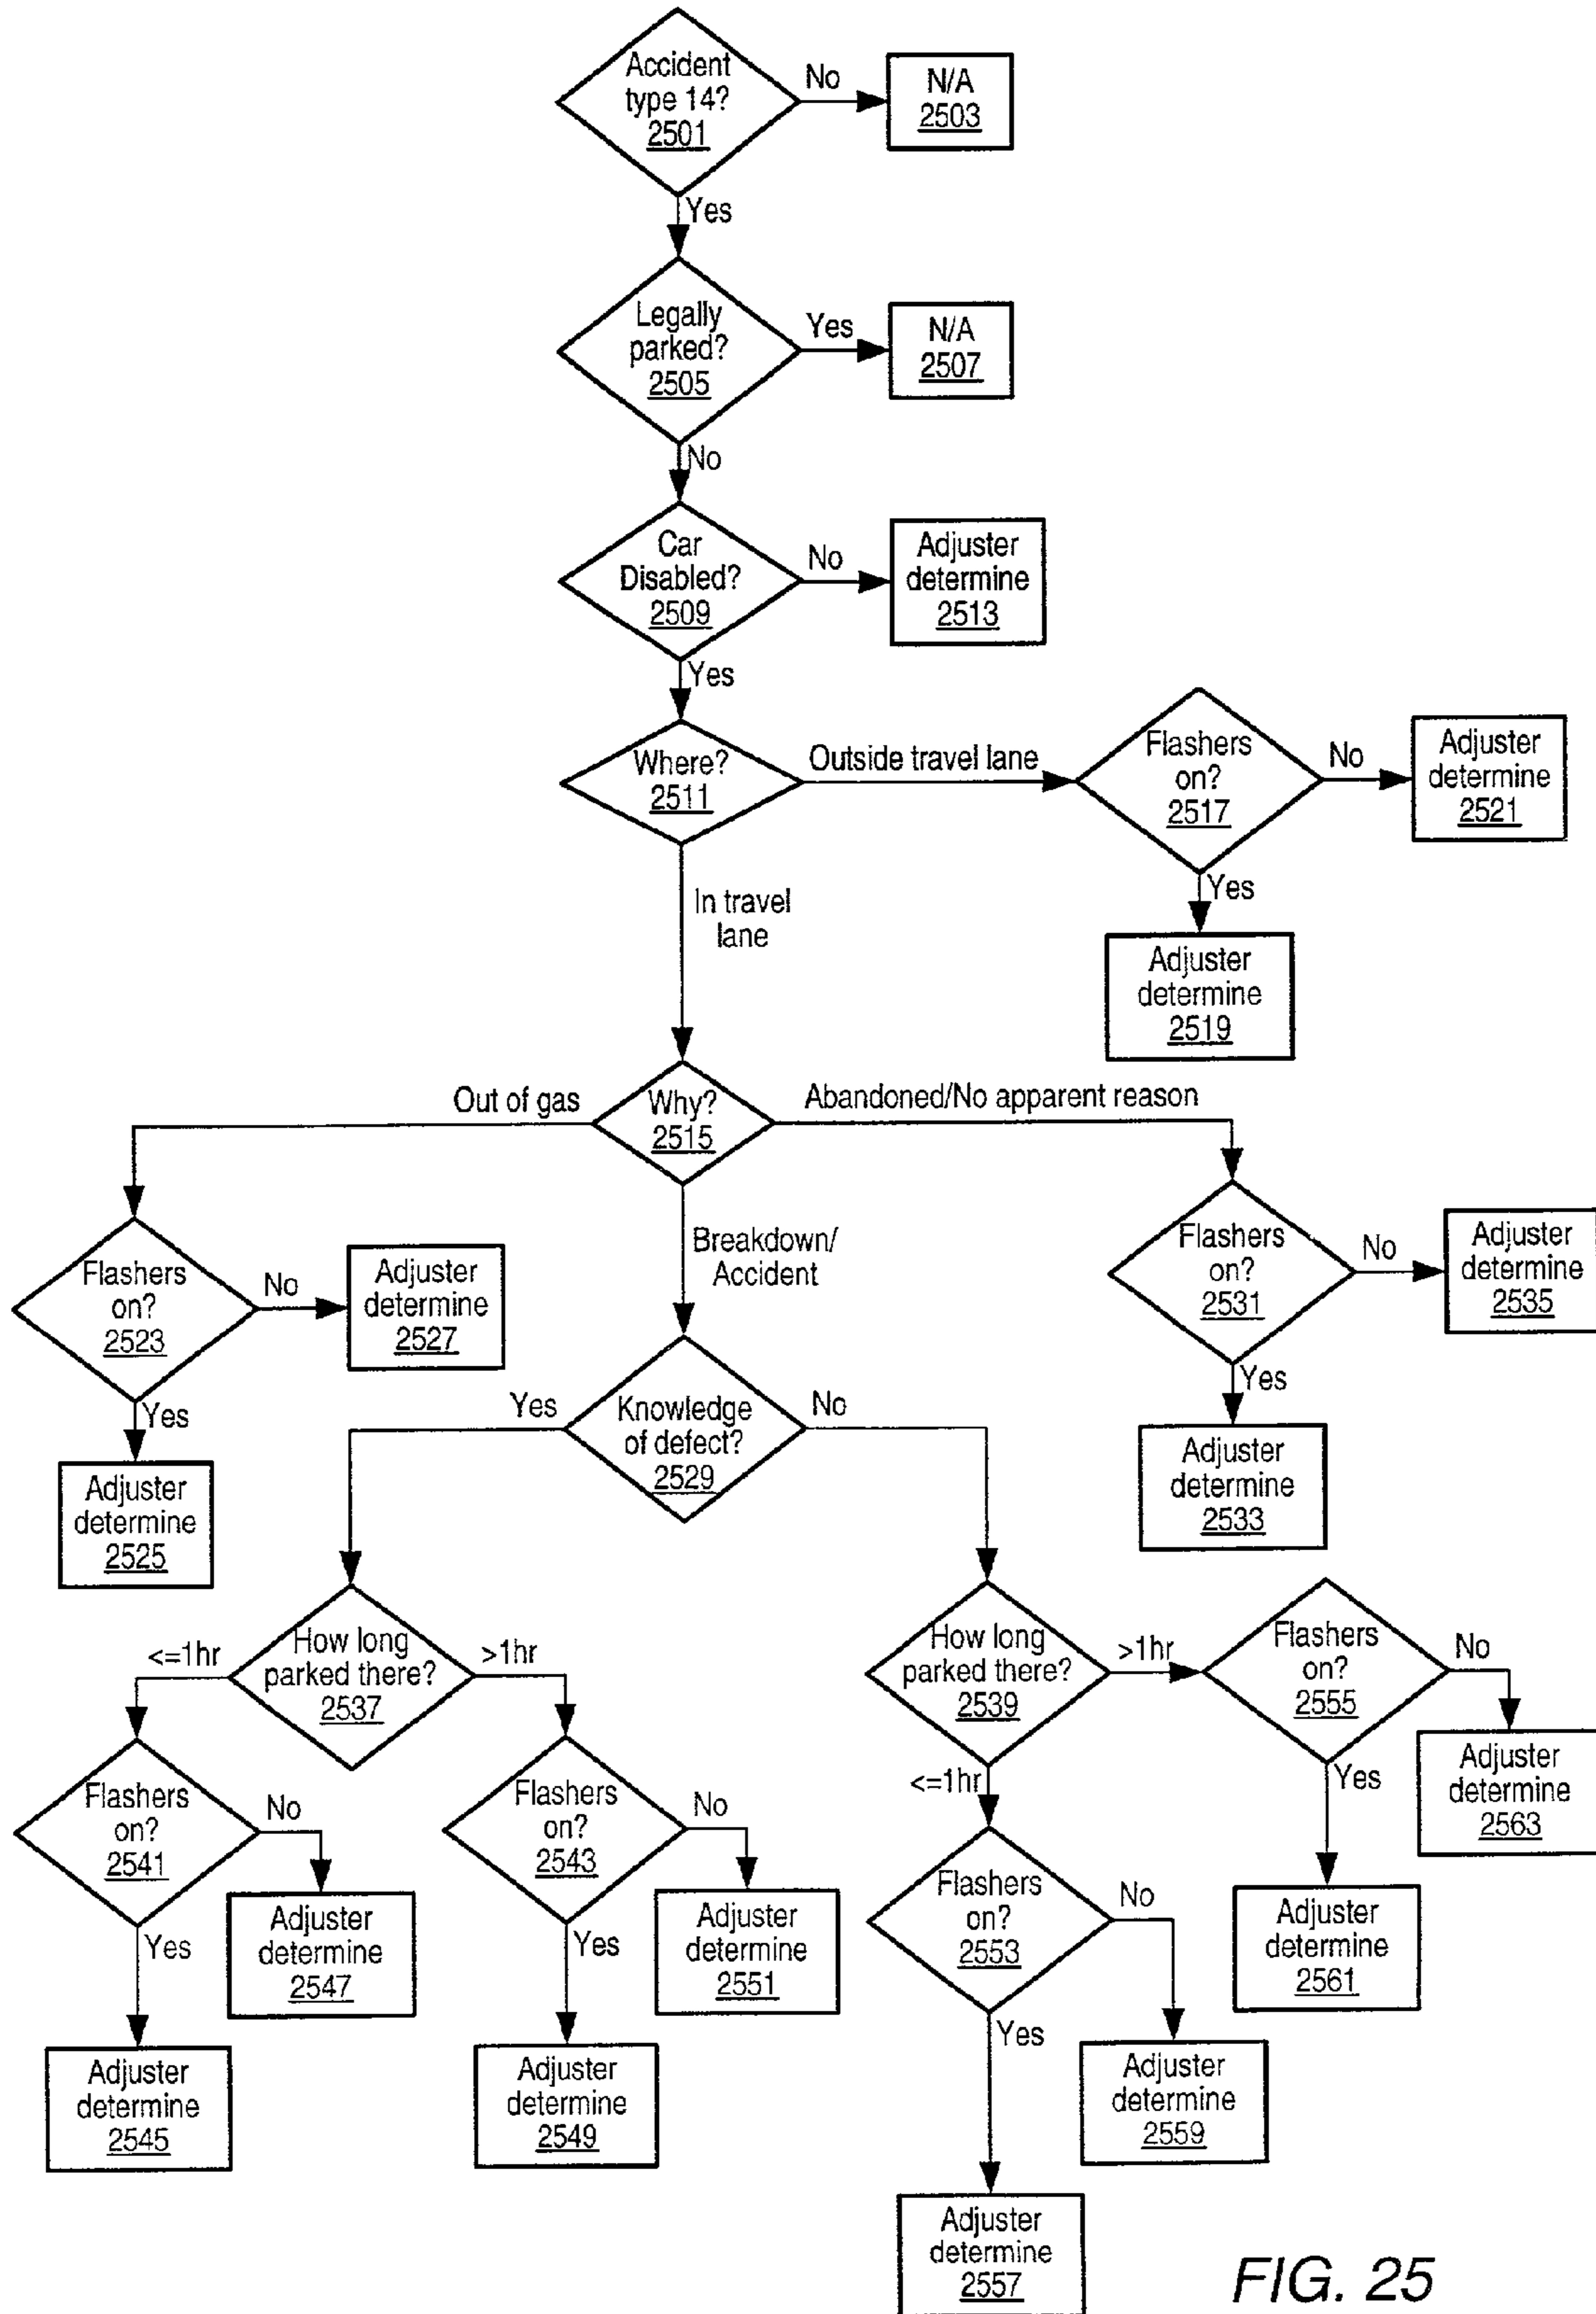 Accident
type 14?
2501
No
N/A
2503
Yes
Legally
parked?
2505
Yes
N/A
2507
No
Car
Disabled?
2509
No
Adjuster
determine
2513
Yes
Where?
2511
Outside travel lane
Flashers
on?
2517
No
Adjuster
determine
2521
Yes
Adjuster
determine
2519
In travel
lane
Why?
2515
Out of gas
Abandoned/No apparent reason
Flashers
on?
2523
No
Adjuster
determine
2527
Yes
Adjuster
determine
2525
Breakdown/
Accident
Flashers
on?
2531
No
Adjuster
determine
2535
Yes
Adjuster
determine
2533
Knowledge
of defect?
2529
Yes
No
How long
parked there?
2537
<=1hr
>1hr
Flashers
on?
2541
No
Adjuster
determine
2547
Yes
Adjuster
determine
2545
Flashers
on?
2543
No
Adjuster
determine
2551
Yes
Adjuster
determine
2549
How long
parked there?
2539
>1hr
Flashers
on?
2555
No
Adjuster
determine
2563
Yes
Adjuster
determine
2561
<=1hr
Flashers
on?
2553
No
Adjuster
determine
2559
Yes
Adjuster
determine
2557
FIG. 25